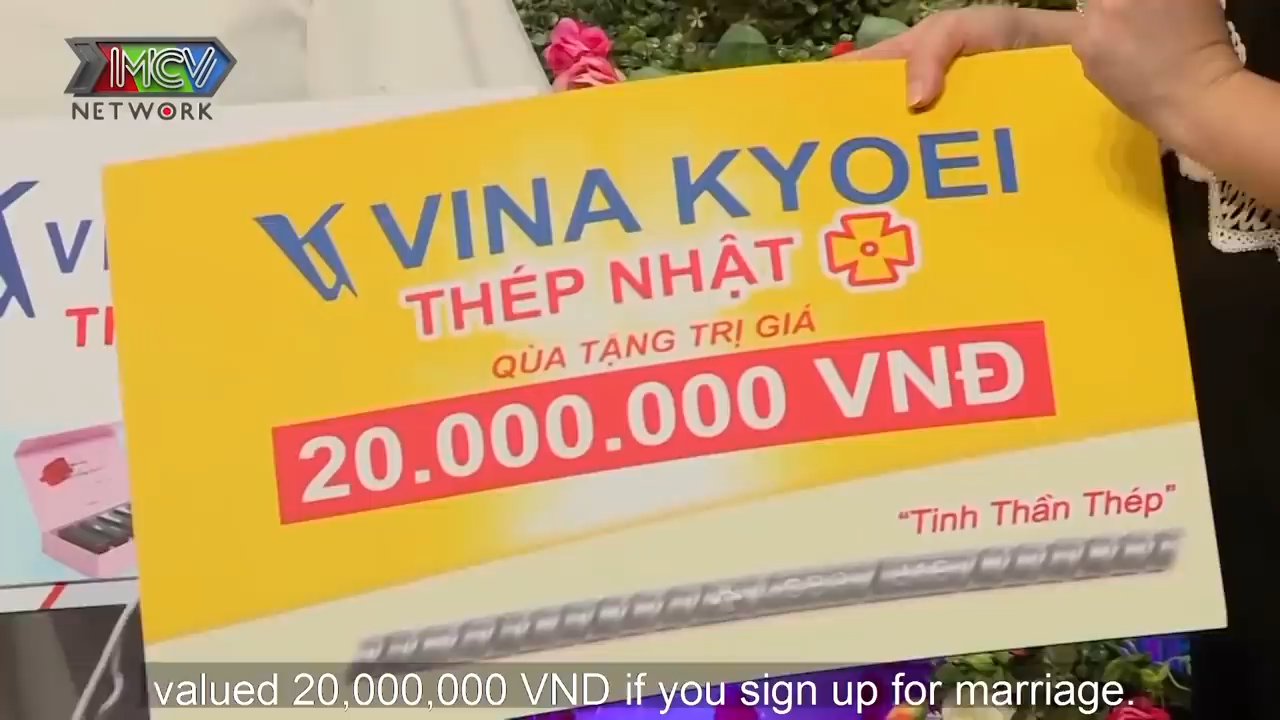 MCV
NETWORK
VINA KYOEI
THÉP NHẬT
QÙA TẶNG TRỊ GIÁ
20.000.000 VNĐ
“Tinh Thần Thép”
valued 20,000,000 VND if you sign up for marriage.